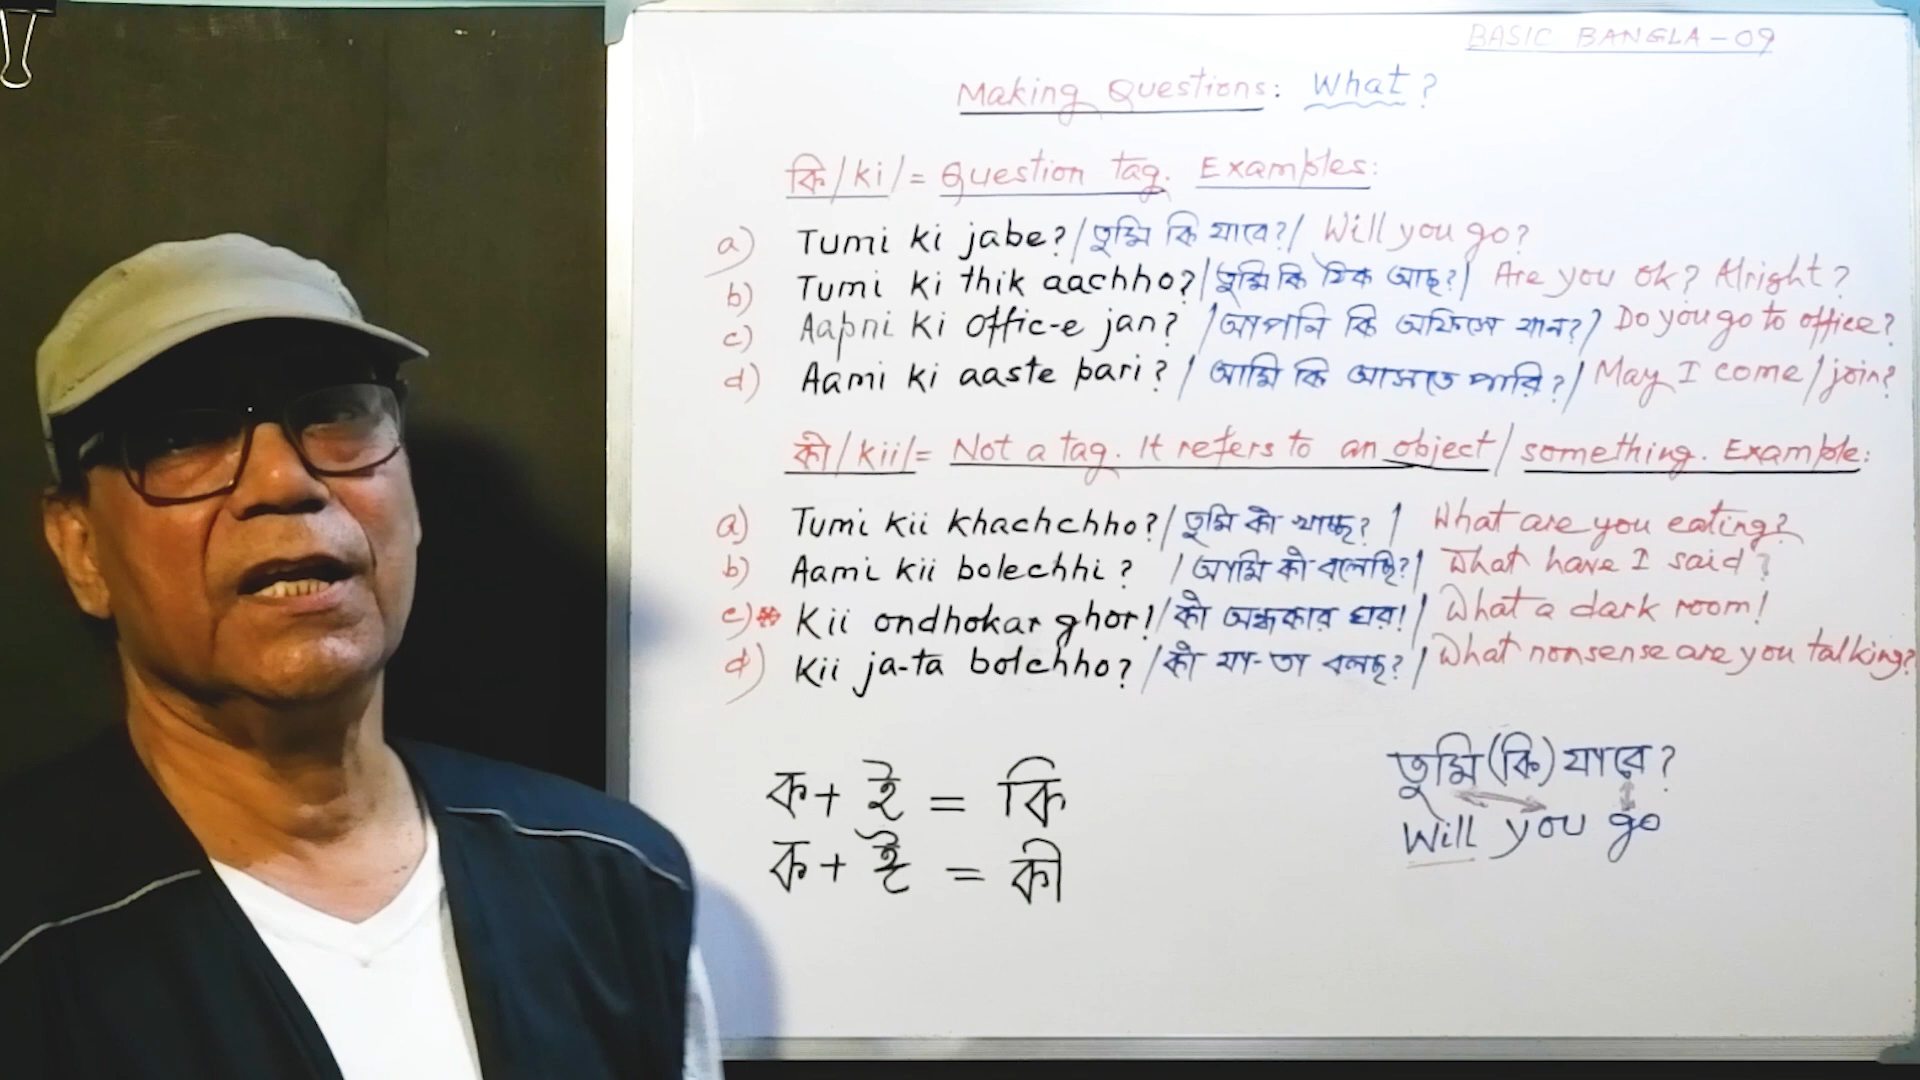 BASIC BANGLA - 09
Making Questions: What?
কি /ki/ = Question tag. Examples:
a) Tumi ki jabe? / তুমি কি যাবে? / Will you go?
b) Tumi ki thik aachho? / তুমি কি ঠিক আছ? / Are you ok? Alright?
c) Aapni ki offic-e jan? / আপনি কি অফিসে যান? / Do you go to office?
d) Aami ki aaste pari? / আমি কি আসতে পারি? / May I come / join?
কী /kii/ = Not a tag. It refers to an object / something. Example:
a) Tumi kii khachchho? / তুমি কী খাচ্ছ? / What are you eating?
b) Aami kii bolechhi? / আমি কী বলেছি? / What have I said?
c) * Kii ondhokar ghor! / কী অন্ধকার ঘর! / What a dark room!
d) Kii ja-ta bolchho? / কী যা-তা বলছ? / What nonsense are you talking?
ক + ই = কি
ক + ঈ = কী
তুমি (কি) যাবে?
Will you go